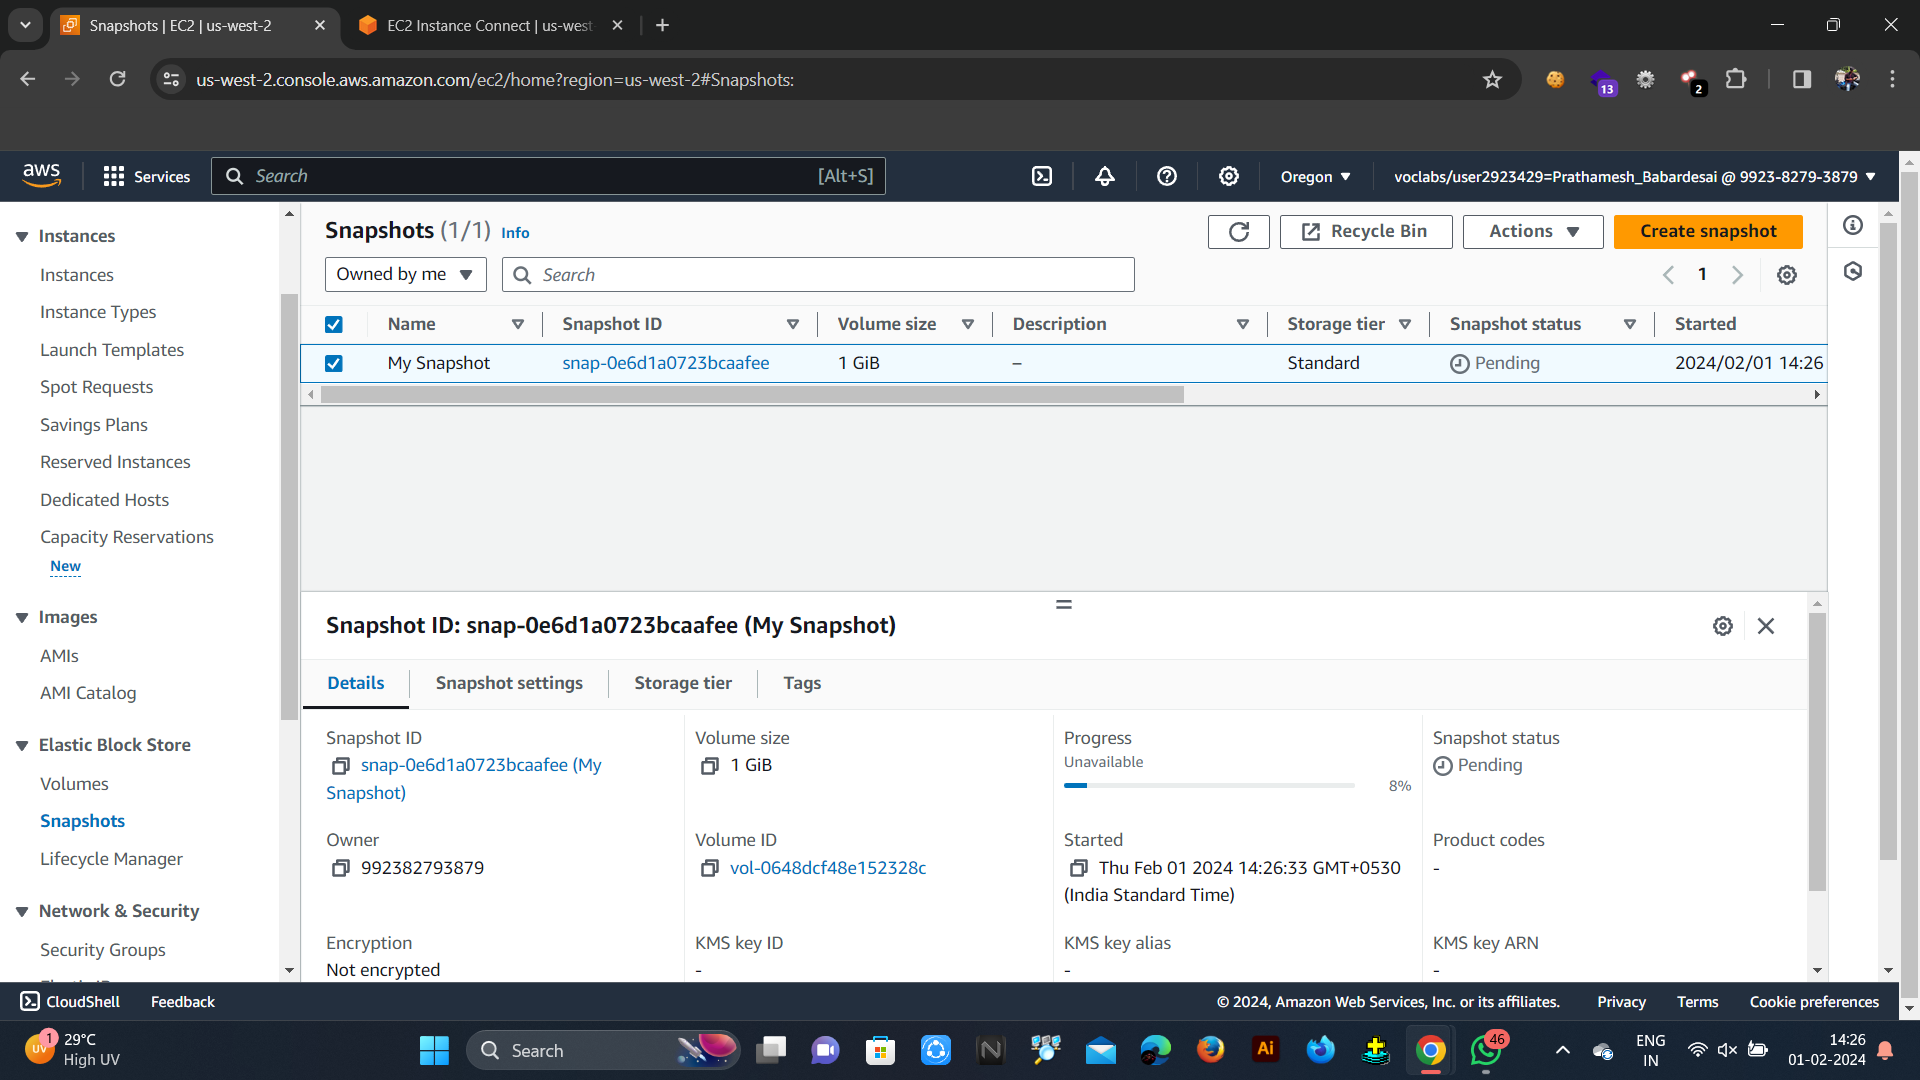 Snapshots | EC2 | us-west-2
EC2 Instance Connect | us-west
us-west-2.console.aws.amazon.com/ec2/home?region=us-west-2#Snapshots:
13
2
aws
Services
Search
[Alt+S]
Oregon
voclabs/user2923429=Prathamesh_Babardesai @ 9923-8279-3879
Instances
Instances
Instance Types
Launch Templates
Spot Requests
Savings Plans
Reserved Instances
Dedicated Hosts
Capacity Reservations
New
Images
AMIs
AMI Catalog
Elastic Block Store
Volumes
Snapshots
Lifecycle Manager
Network & Security
Security Groups
Snapshots (1/1) Info
Recycle Bin
Actions
Create snapshot
Owned by me
Search
1
Name
Snapshot ID
Volume size
Description
Storage tier
Snapshot status
Started
My Snapshot
snap-0e6d1a0723bcaafee
1 GiB
–
Standard
Pending
2024/02/01 14:26
Snapshot ID: snap-0e6d1a0723bcaafee (My Snapshot)
Details
Snapshot settings
Storage tier
Tags
Snapshot ID
snap-0e6d1a0723bcaafee (My
Snapshot)
Volume size
1 GiB
Progress
Unavailable
8%
Snapshot status
Pending
Owner
992382793879
Volume ID
vol-0648dcf48e152328c
Started
Thu Feb 01 2024 14:26:33 GMT+0530
(India Standard Time)
Product codes
-
Encryption
Not encrypted
KMS key ID
-
KMS key alias
-
KMS key ARN
-
CloudShell
Feedback
© 2024, Amazon Web Services, Inc. or its affiliates.
Privacy
Terms
Cookie preferences
UV
1
29°C
High UV
Search
Ai
46
ENG
IN
14:26
01-02-2024